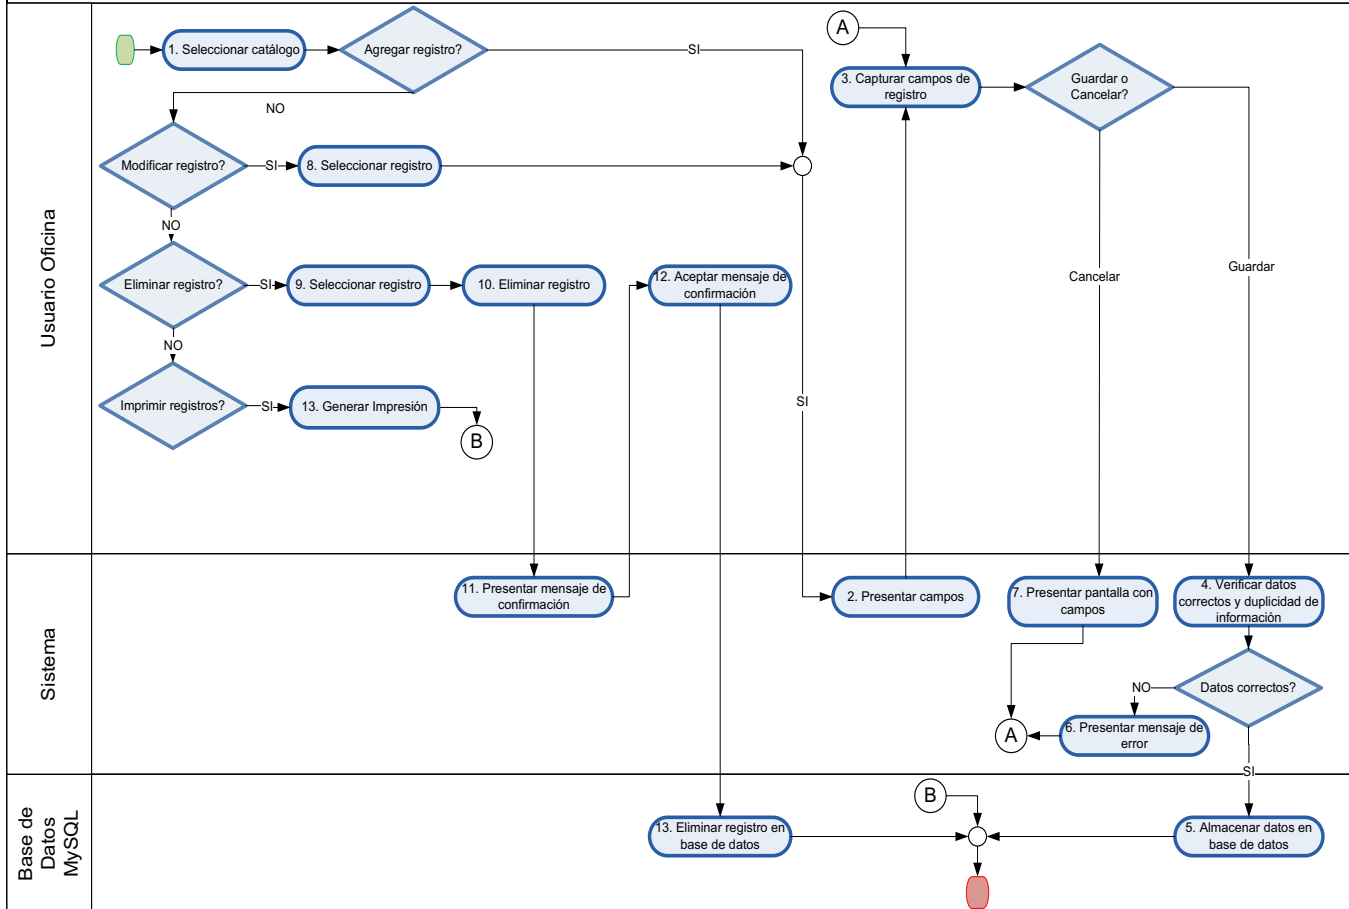 Usuario Oficina
1. Seleccionar catálogo
Agregar registro?
SI
NO
A
3. Capturar campos de
registro
Guardar o
Cancelar?
Modificar registro?
SI
8. Seleccionar registro
NO
Eliminar registro?
SI
9. Seleccionar registro
10. Eliminar registro
12. Aceptar mensaje de
confirmación
Cancelar
Guardar
NO
Imprimir registros?
SI
13. Generar Impresión
B
SI
Sistema
11. Presentar mensaje de
confirmación
2. Presentar campos
7. Presentar pantalla con
campos
4. Verificar datos
correctos y duplicidad de
información
Datos correctos?
NO
A
6. Presentar mensaje de
error
SI
Base de
Datos
MySQL
B
13. Eliminar registro en
base de datos
5. Almacenar datos en
base de datos